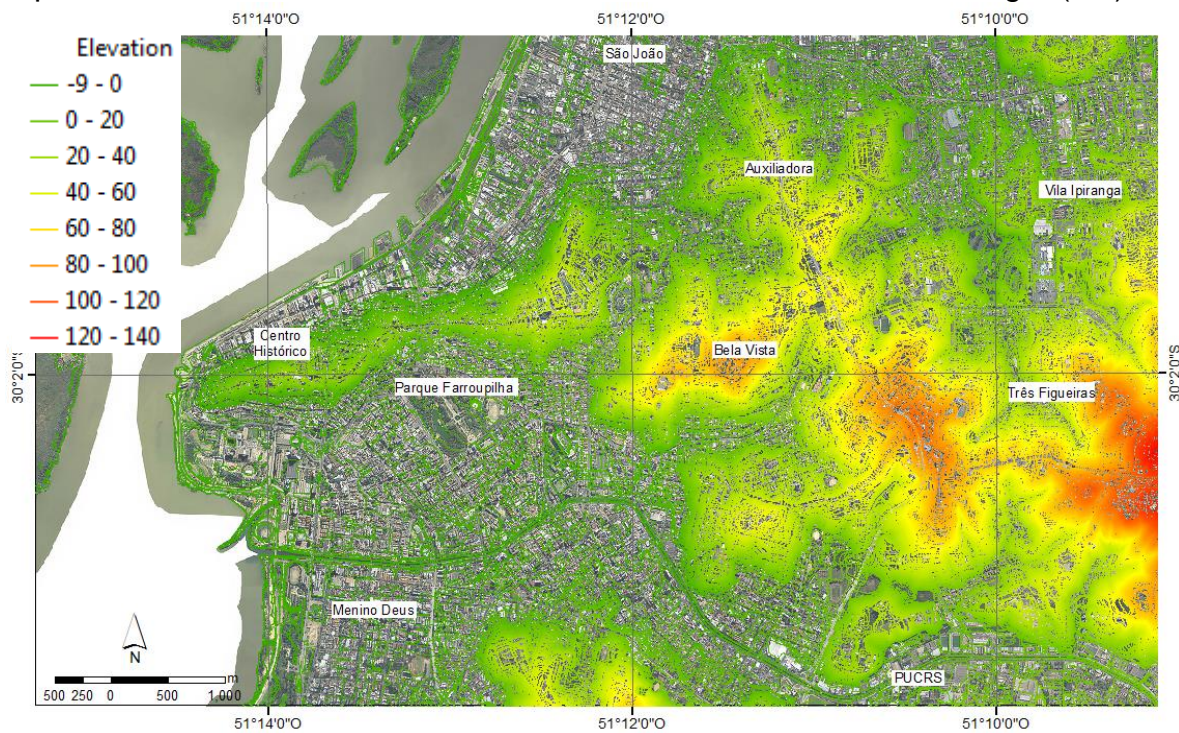 51°14'0"O 51°12'0"O 51°10'0"O
Elevation
-9 - 0
0 - 20
20 - 40
40 - 60
60 - 80
80 - 100
100 - 120
120 - 140
São João
Auxiliadora
Vila Ipiranga
Centro
Histórico
Bela Vista
Parque Farroupilha
Três Figueiras
30°2'0"S
30°2'0"S
Menino Deus
PUCRS
N
m
500 250 0 500 1.000
51°14'0"O 51°12'0"O 51°10'0"O